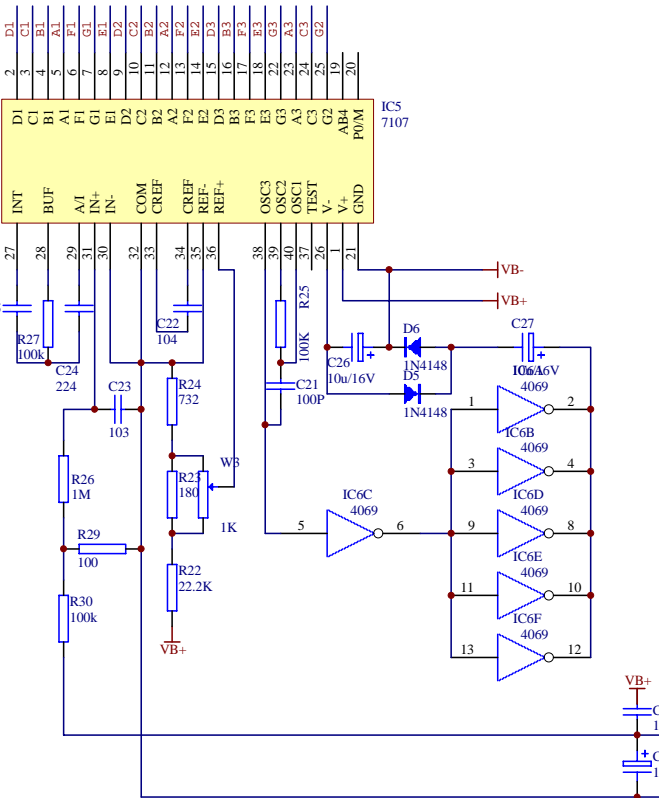 D1 C1 B1 A1 F1 G1 E1 D2 C2 B2 A2 F2 E2 D3 B3 F3 E3 G3 A3 C3 G2
2 3 4 5 6 7 8 9 10 11 12 13 14 15 16 17 18 22 23 24 25 19 20
D1 C1 B1 A1 F1 G1 E1 D2 C2 B2 A2 F2 E2 D3 B3 F3 E3 G3 A3 C3 G2 AB4 P0/M
IC5
7107
INT BUF A/I IN+ IN- COM CREF CREF REF- REF+ OSC3 OSC2 OSC1 TEST V- V+ GND
27 28 29 31 30 32 33 34 35 36 38 39 40 37 26 1 21
VB-
VB+
R27
100k
C24
224
C22
104
R25
100K
C26
10u/16V
D6
1N4148
D5
1N4148
C27
4069
C23
103
R24
732
C21
100P
1 2
IC6B
4069
3 4
R26
1M
R23
180
W3
1K
IC6C
4069
5 6
IC6D
4069
9 8
R29
100
IC6E
4069
11 10
R22
22.2K
R30
100k
IC6F
4069
13 12
VB+
VB+